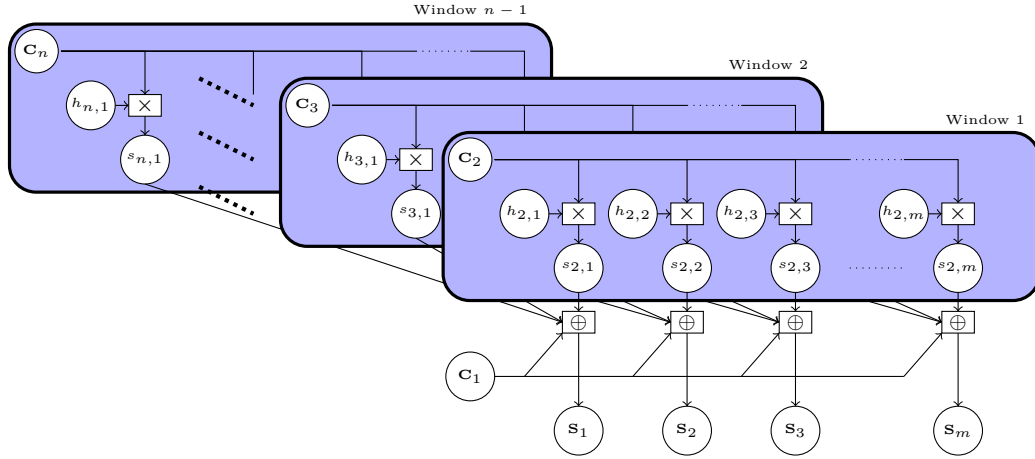 Window n − 1
C_n
Window 2
h_{n,1} ×
C_3
s_{n,1}
Window 1
h_{3,1} ×
C_2
s_{3,1}
h_{2,1} × h_{2,2} × h_{2,3} × h_{2,m} ×
s_{2,1} s_{2,2} s_{2,3} ........ s_{2,m}
⊕ ⊕ ⊕ ⊕
C_1
S_1 S_2 S_3 S_m